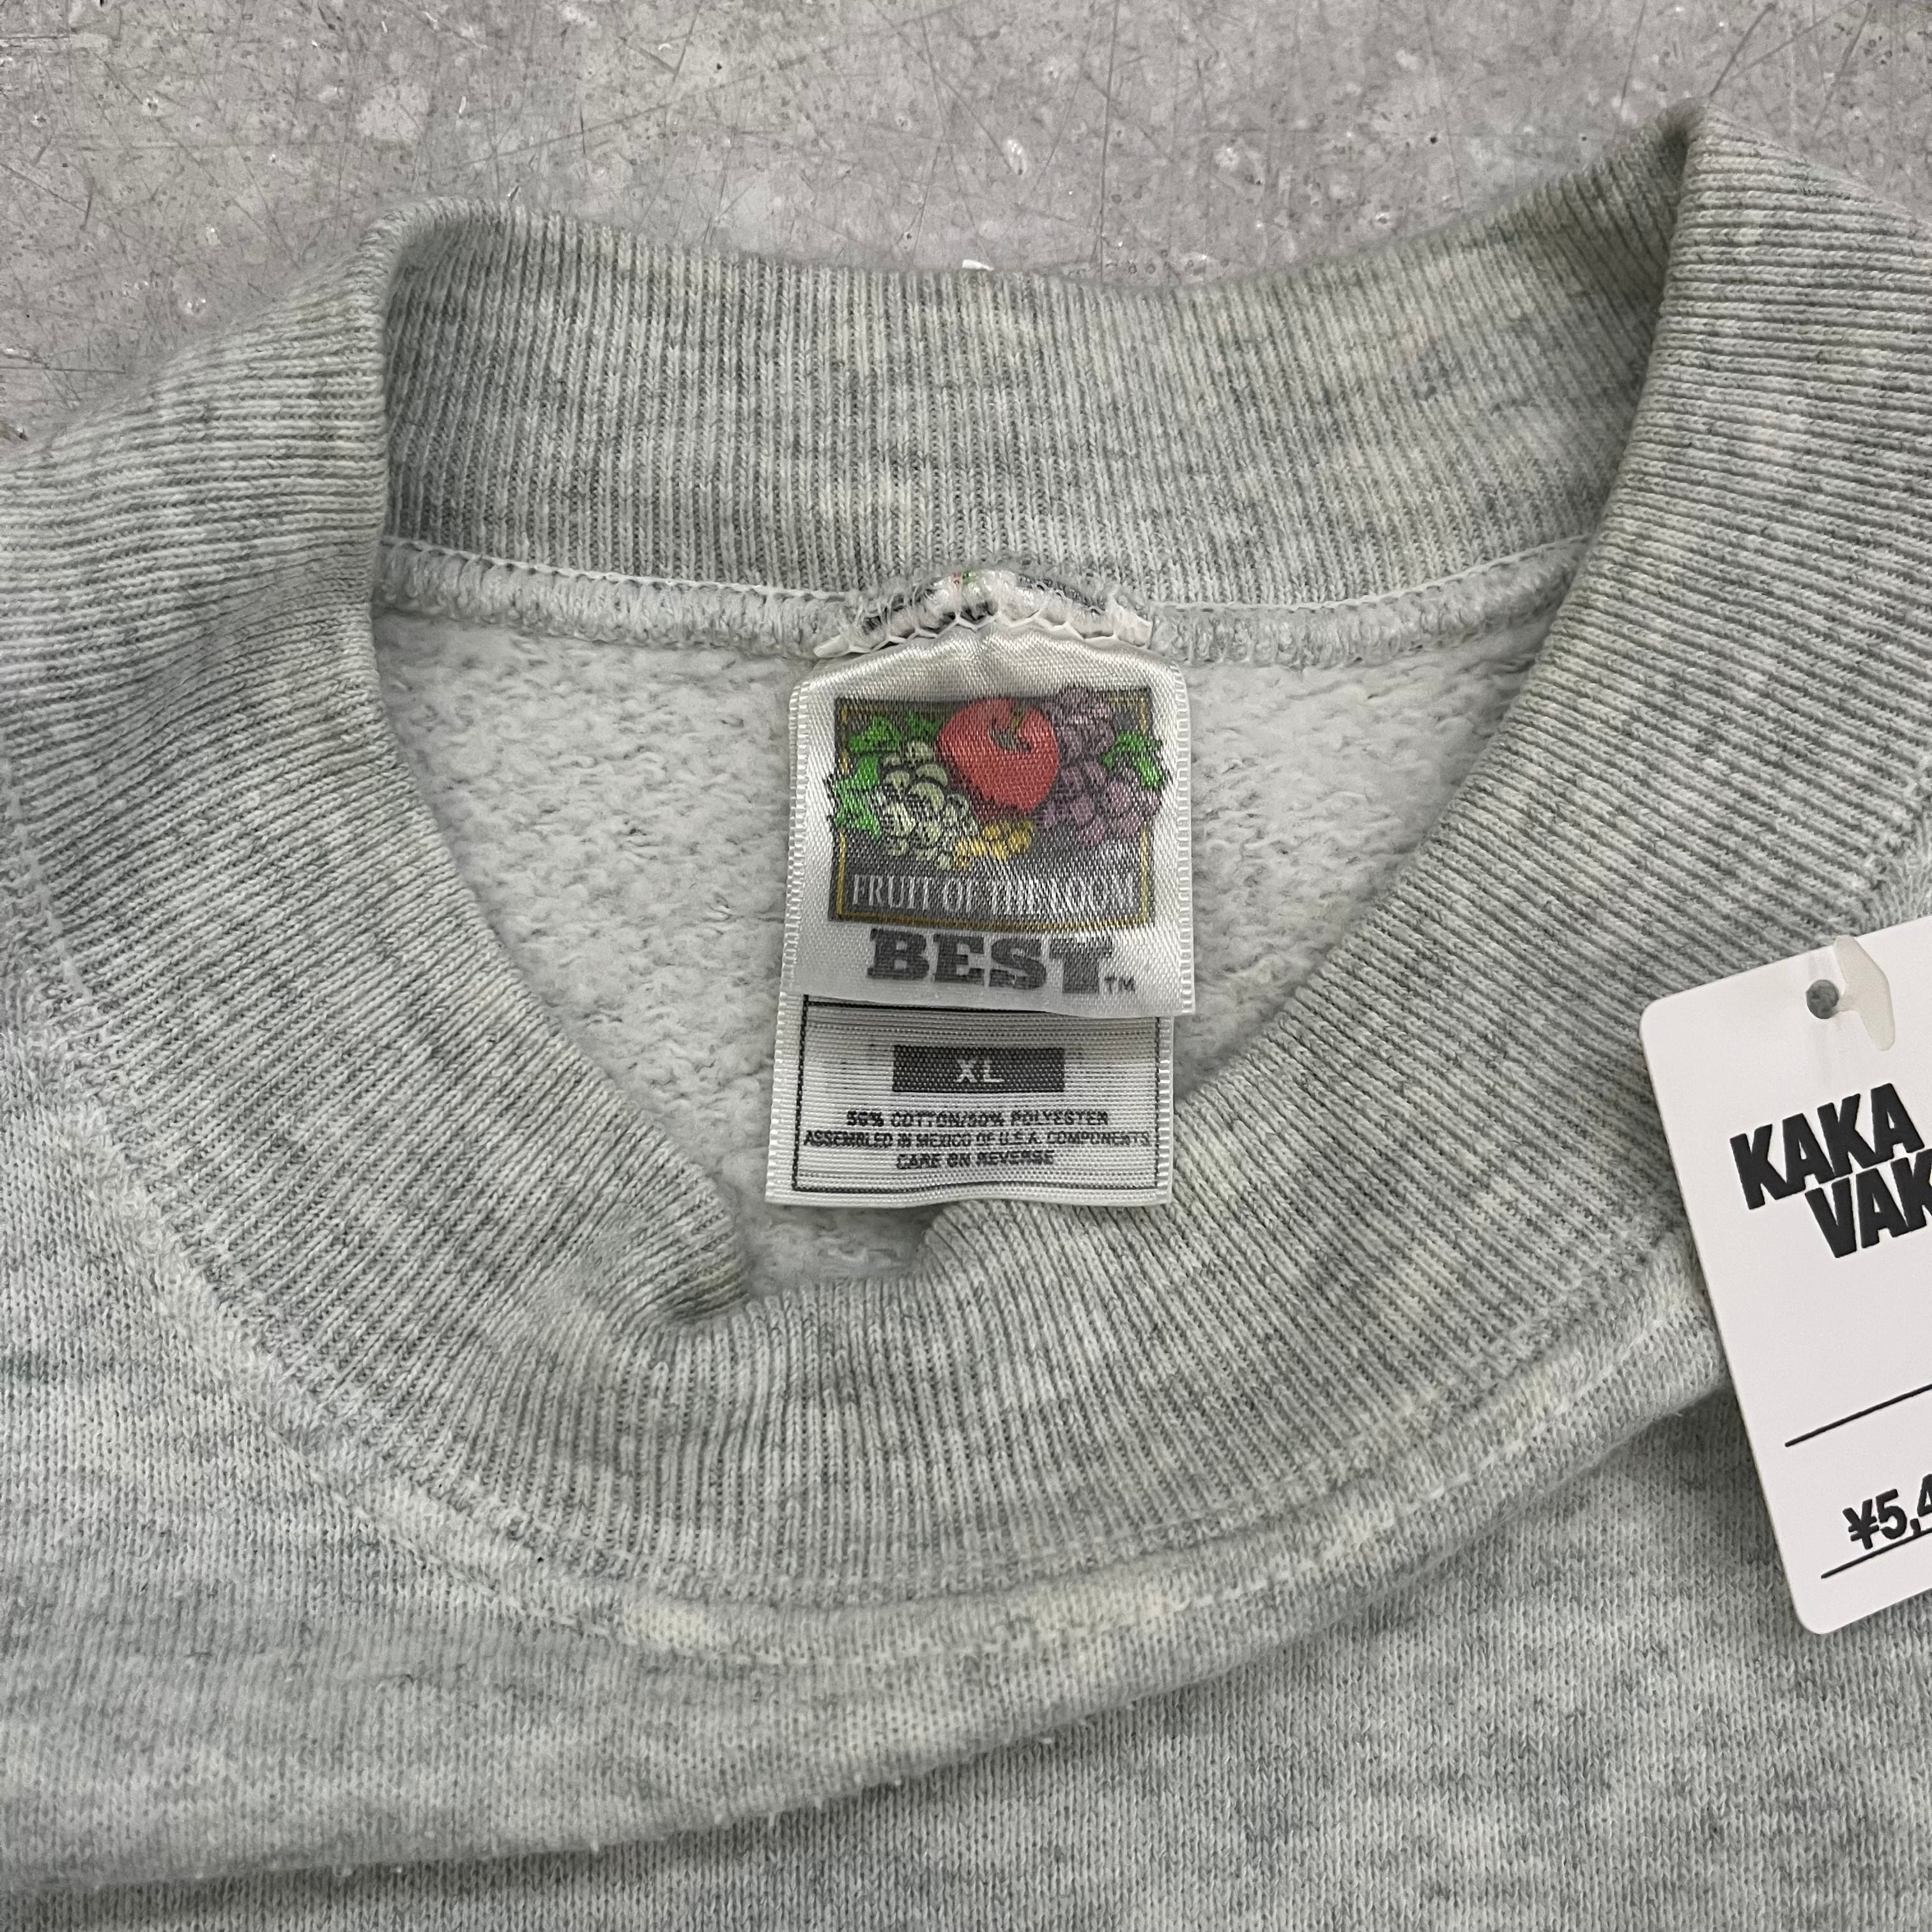 FRUIT OF THE LOOM
BEST™
XL
50% COTTON/50% POLYESTER
ASSEMBLED IN MEXICO OF U.S.A. COMPONENTS
CARE ON REVERSE
KAKA
VAK
¥5,4